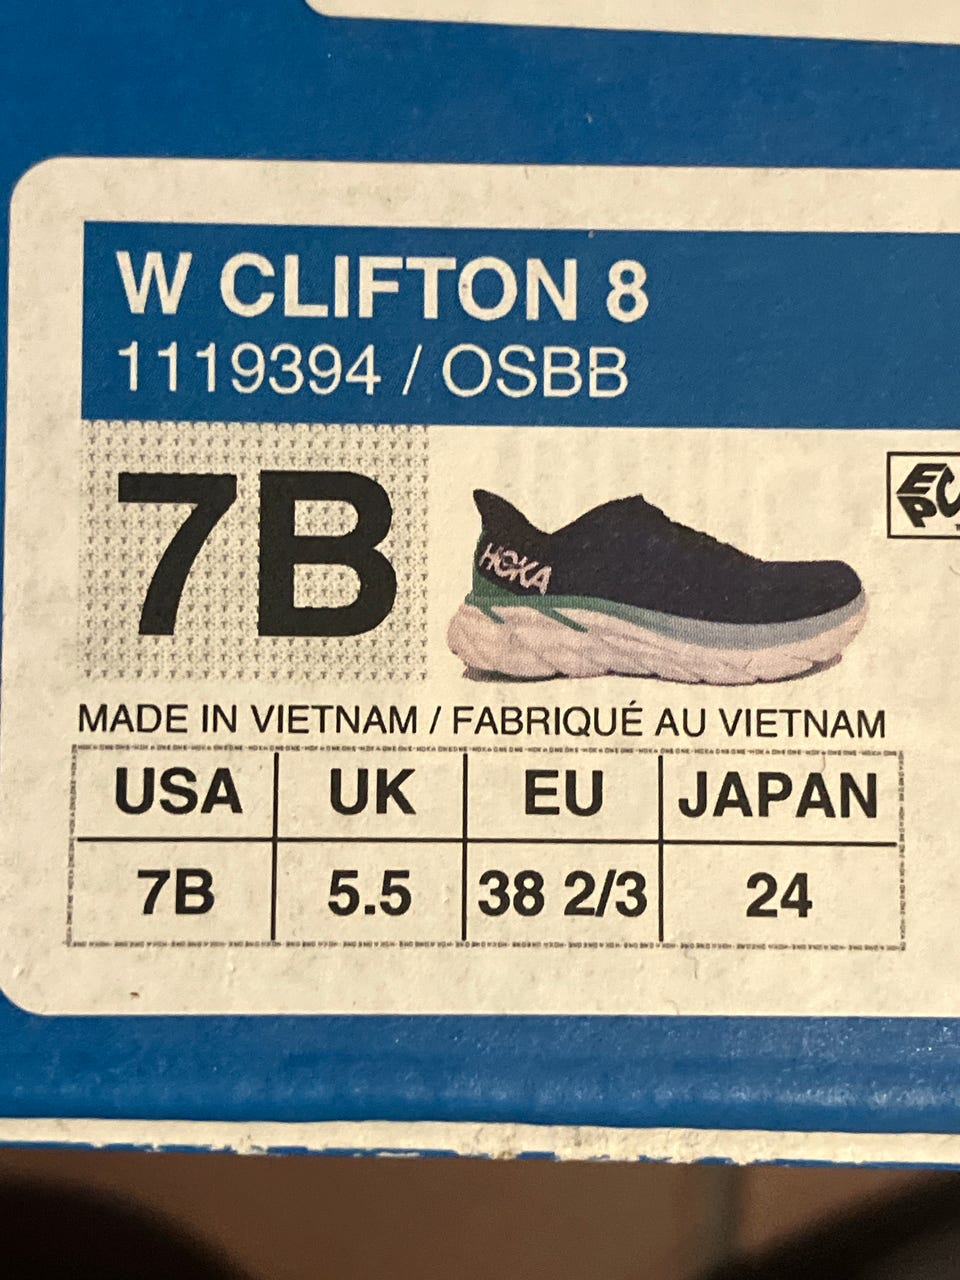 W CLIFTON 8
1119394 / OSBB
7B
HOKA
EPC
MADE IN VIETNAM / FABRIQUÉ AU VIETNAM
USA UK EU JAPAN
7B 5.5 38 2/3 24